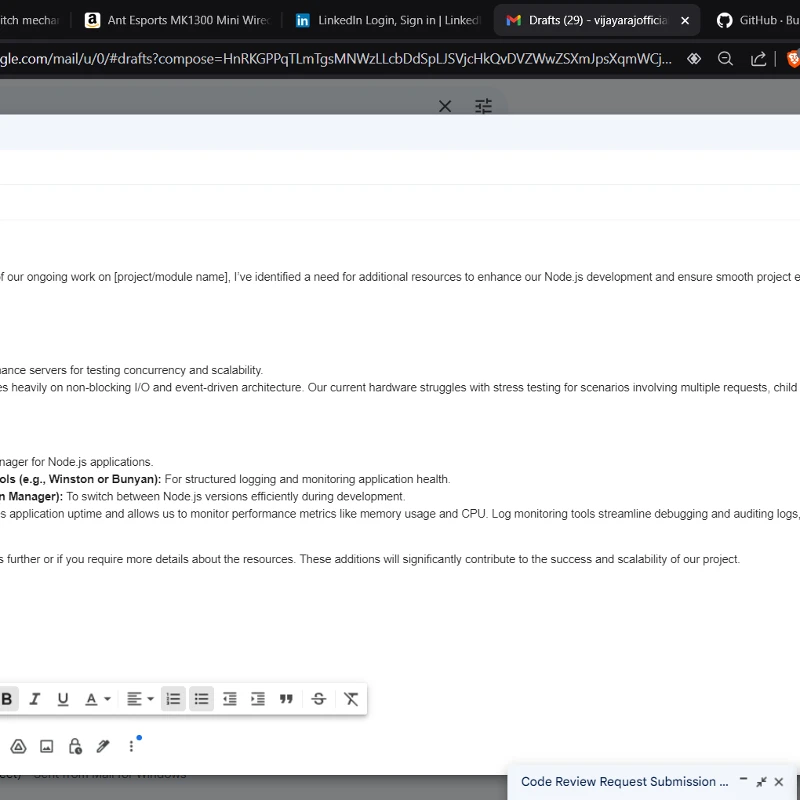 itch mecha
Ant Esports MK1300 Mini Wire
LinkedIn Login, Sign in | Linked
Drafts (29) - vijayarajofficia
GitHub · Bu
gle.com/mail/u/0/#drafts?compose=HnRKGPPqTLmTgsMNWzLLcbDdSpLJSVjcHkQvDVZWwZSXmJpsXqmWCj...
of our ongoing work on [project/module name], I've identified a need for additional resources to enhance our Node.js development and ensure smooth project e
nance servers for testing concurrency and scalability.
es heavily on non-blocking I/O and event-driven architecture. Our current hardware struggles with stress testing for scenarios involving multiple requests, child
nager for Node.js applications.
ols (e.g., Winston or Bunyan): For structured logging and monitoring application health.
n Manager): To switch between Node.js versions efficiently during development.
s application uptime and allows us to monitor performance metrics like memory usage and CPU. Log monitoring tools streamline debugging and auditing logs,
s further or if you require more details about the resources. These additions will significantly contribute to the success and scalability of our project.
B I U A
Sent from Mail for Windows
Code Review Request Submission ...